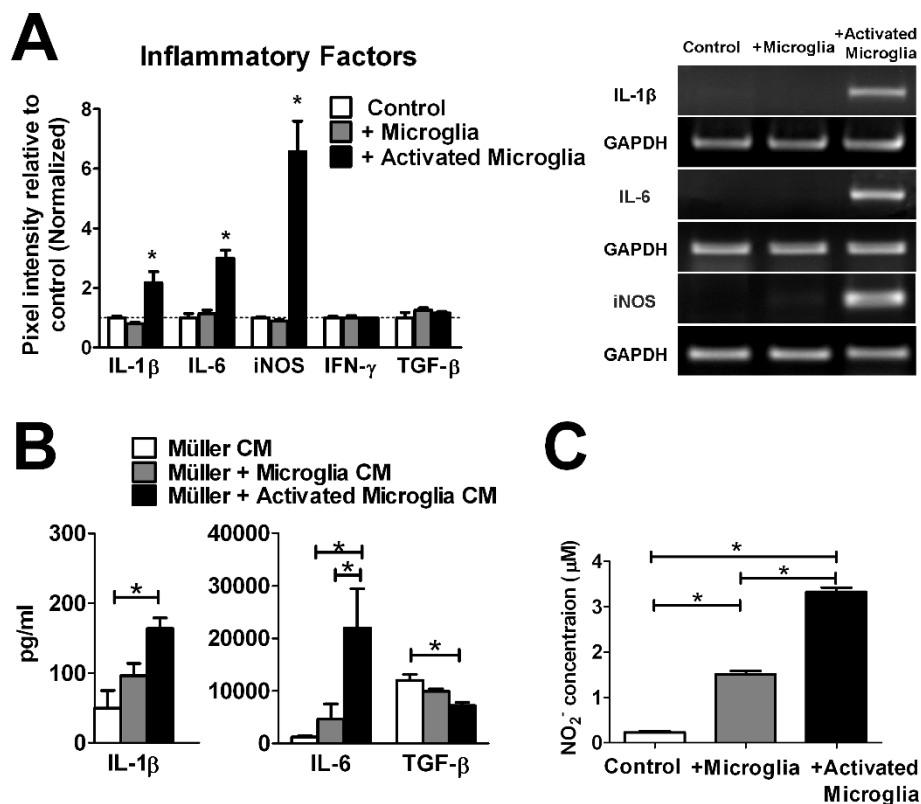 A
Inflammatory Factors
Pixel intensity relative to
control (Normalized)
8
6
4
2
1
0
*
*
*
Control
+ Microglia
+ Activated Microglia
IL-1β
IL-6
iNOS
IFN-γ
TGF-β
Control
+Microglia
+Activated
Microglia
IL-1β
GAPDH
IL-6
GAPDH
iNOS
GAPDH
B
Müller CM
Müller + Microglia CM
Müller + Activated Microglia CM
pg/ml
300
200
100
0
*
IL-1β
40000
30000
20000
10000
0
*
*
*
IL-6
TGF-β
C
NO₂⁻ concentraion ( μM)
4
3
2
1
0
*
*
*
Control
+Microglia
+Activated
Microglia